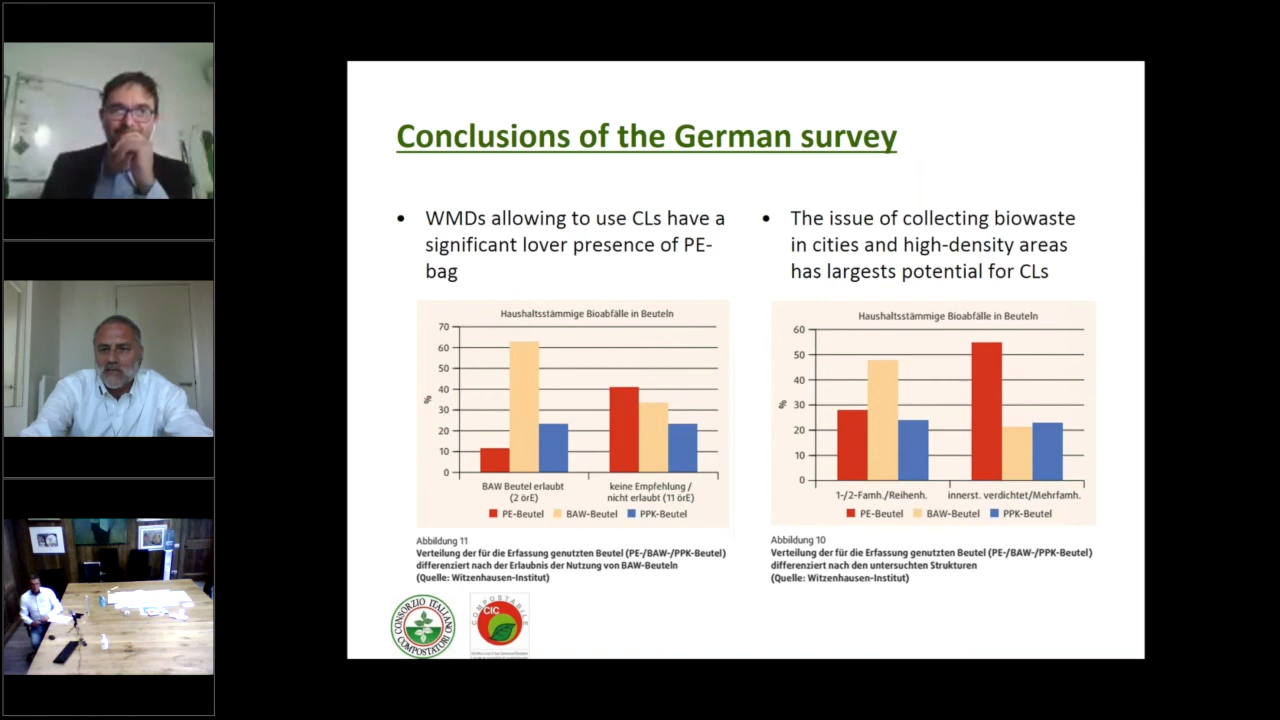 Conclusions of the German survey
• WMDs allowing to use CLs have a
significant lover presence of PE-
bag
• The issue of collecting biowaste
in cities and high-density areas
has largests potential for CLs
Haushaltsstämmige Bioabfälle in Beuteln
70
60
50
40
30
20
10
0
%
BAW Beutel erlaubt
(2 örE)
keine Empfehlung /
nicht erlaubt (11 örE)
PE-Beutel BAW-Beutel PPK-Beutel
Abbildung 11
Verteilung der für die Erfassung genutzten Beutel (PE-/BAW-/PPK-Beutel)
differenziert nach der Erlaubnis der Nutzung von BAW-Beuteln
(Quelle: Witzenhausen-Institut)
Haushaltsstämmige Bioabfälle in Beuteln
60
50
40
30
20
10
0
%
1-/2-Famh./Reihenh.
innerst. verdichtet/Mehrfamh.
PE-Beutel BAW-Beutel PPK-Beutel
Abbildung 10
Verteilung der für die Erfassung genutzten Beutel (PE-/BAW-/PPK-Beutel)
differenziert nach den untersuchten Strukturen
(Quelle: Witzenhausen-Institut)
CONSORZIO ITALIANO
COMPOSTATORI
COMPOSTABILE
CIC